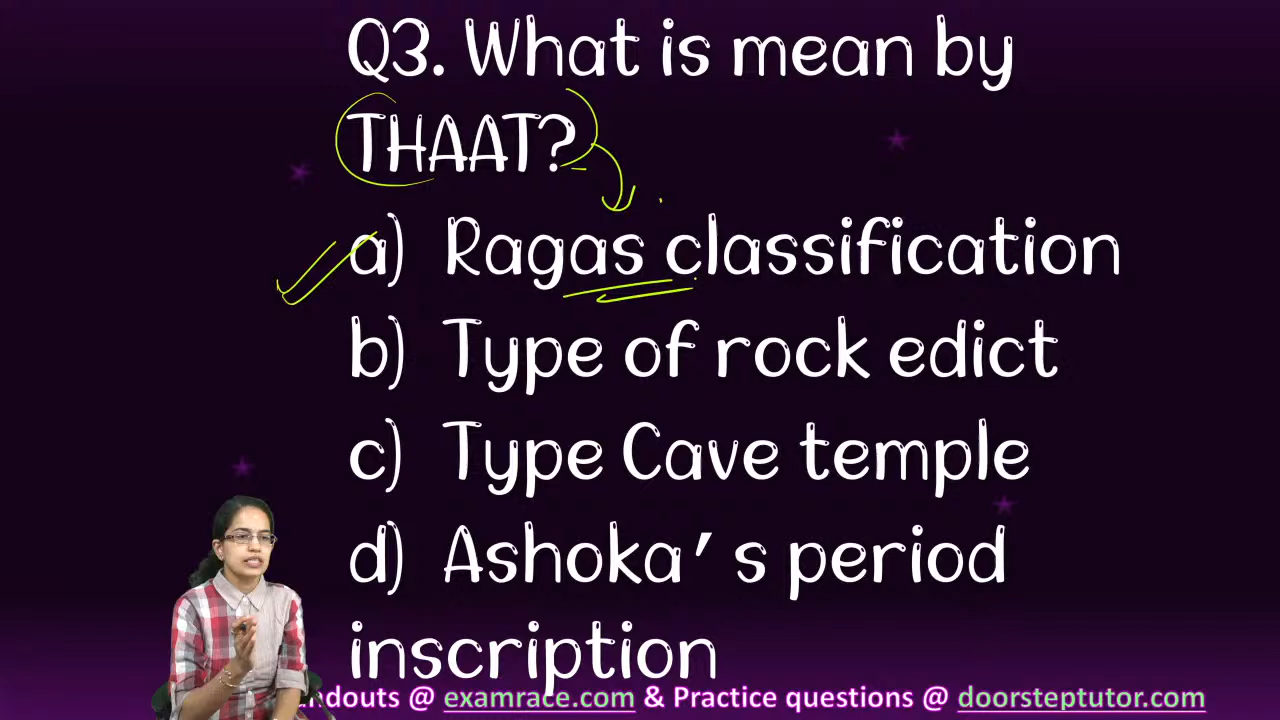 Q3. What is mean by
THAAT?
a) Ragas classification
b) Type of rock edict
c) Type Cave temple
d) Ashoka's period
inscription
ndouts @ examrace.com & Practice questions @ doorsteptutor.com